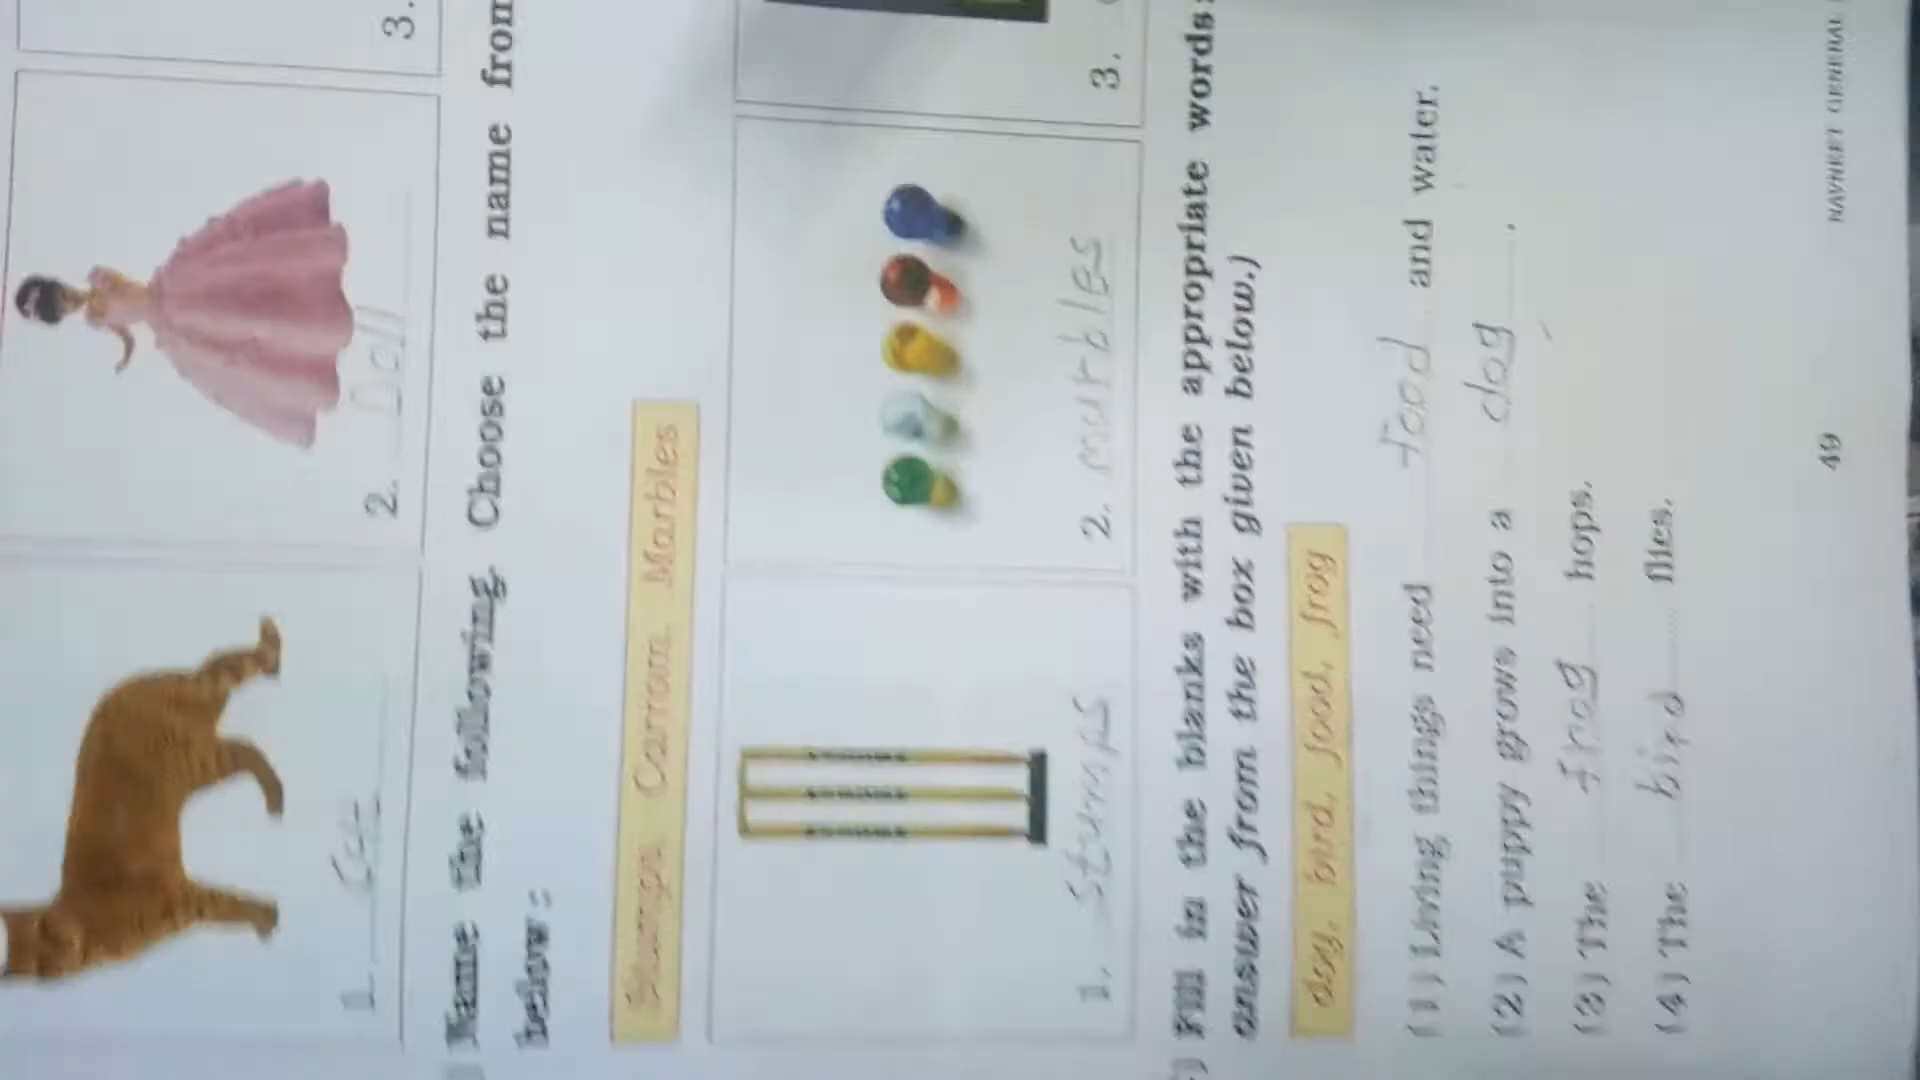 3.
1. Cat
2. Doll
Name the following. Choose the name from
below :
Stumps, Carrom, Marbles
1. Stumps
2. marbles
3.
Fill in the blanks with the appropriate words:
answer from the box given below.)
dog, bird, food, frog
(1) Living things need food and water.
(2) A puppy grows into a dog.
(3) The frog hops.
(4) The bird flies.
49
NAVNEET GENERAL